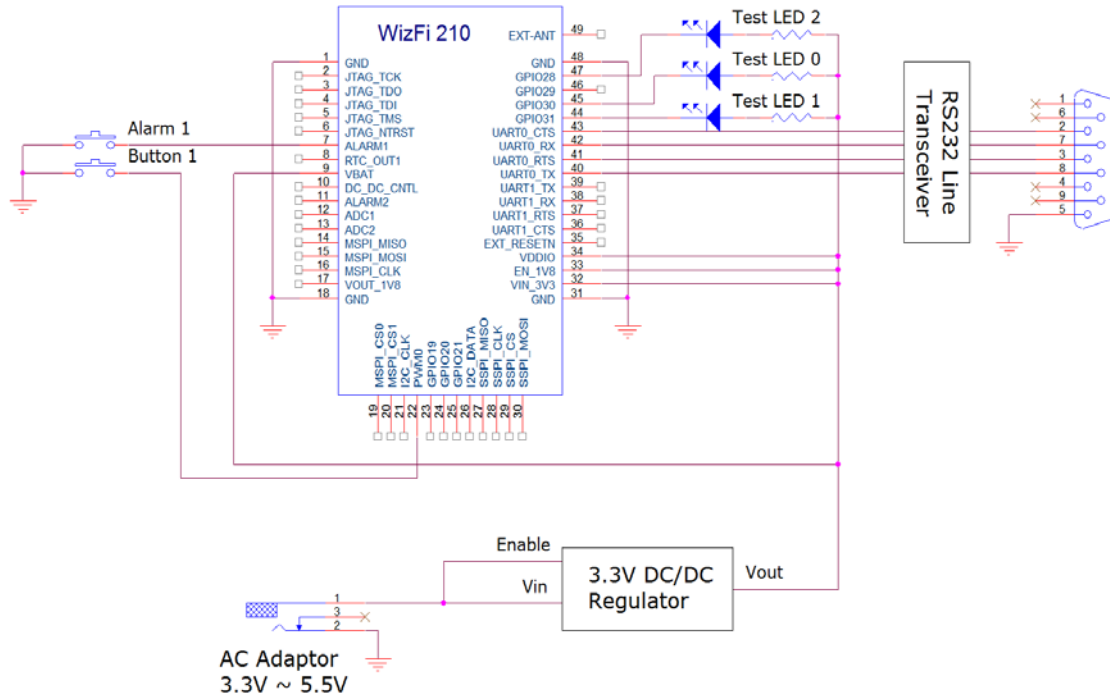 WizFi 210
1 GND
2 JTAG_TCK
3 JTAG_TDO
4 JTAG_TDI
5 JTAG_TMS
6 JTAG_NTRST
7 ALARM1
8 RTC_OUT1
9 VBAT
10 DC_DC_CNTL
11 ALARM2
12 ADC1
13 ADC2
14 MSPI_MISO
15 MSPI_MOSI
16 MSPI_CLK
17 VOUT_1V8
18 GND
MSPI_CS0 19
MSPI_CS1 20
I2C_CLK 21
PWM0 22
GPIO19 23
GPIO20 24
GPIO21 25
I2C_DATA 26
SSPI_MISO 27
SSPI_CLK 28
SSPI_CS 29
SSPI_MOSI 30
EXT-ANT 49
GND 48
GPIO28 47
GPIO29 46
GPIO30 45
GPIO31 44
UART0_CTS 43
UART0_RX 42
UART0_RTS 41
UART0_TX 40
UART1_TX 39
UART1_RX 38
UART1_RTS 37
UART1_CTS 36
EXT_RESETN 35
VDDIO 34
EN_1V8 33
VIN_3V3 32
GND 31
Alarm 1
Button 1
Test LED 2
Test LED 0
Test LED 1
RS232 Line
Transceiver
1
6
2
7
3
8
4
9
5
Enable
Vin
3.3V DC/DC
Regulator
Vout
1
3
2
AC Adaptor
3.3V ~ 5.5V